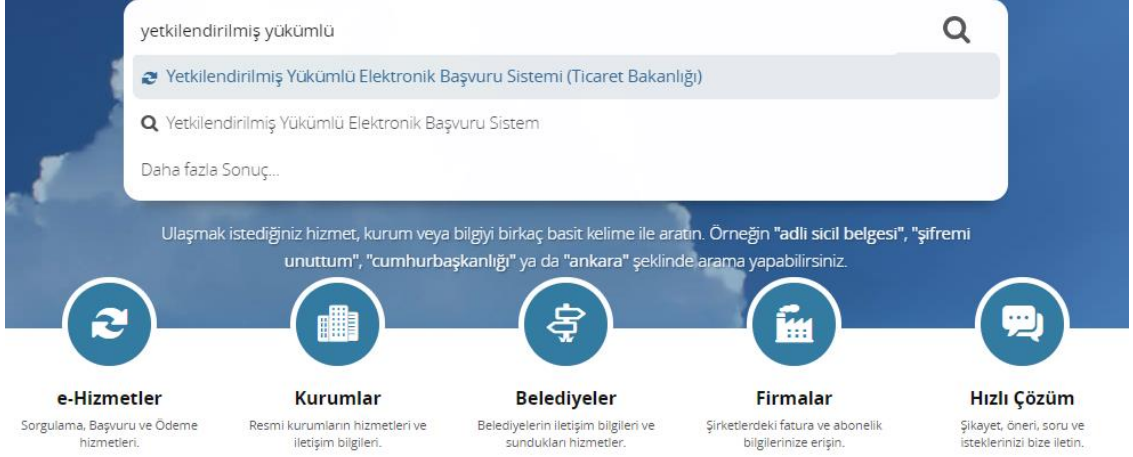 yetkilendirilmiş yükümlü
Yetkilendirilmiş Yükümlü Elektronik Başvuru Sistemi (Ticaret Bakanlığı)
Yetkilendirilmiş Yükümlü Elektronik Başvuru Sistem
Daha fazla Sonuç...
Ulaşmak istediğiniz hizmet, kurum veya bilgiyi birkaç basit kelime ile aratın. Örneğin "adli sicil belgesi", "şifremi
unuttum", "cumhurbaşkanlığı" ya da "ankara" şeklinde arama yapabilirsiniz.
e-Hizmetler
Sorgulama, Başvuru ve Ödeme
hizmetleri.
Kurumlar
Resmi kurumların hizmetleri ve
iletişim bilgileri.
Belediyeler
Belediyelerin iletişim bilgileri ve
sundukları hizmetler.
Firmalar
Şirketlerdeki fatura ve abonelik
bilgilerinize erişin.
Hızlı Çözüm
Şikayet, öneri, soru ve
isteklerinizi bize iletin.